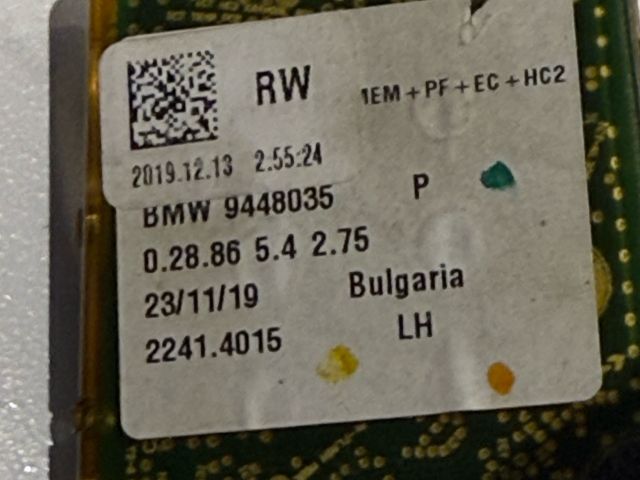 RW 1EM+PF+EC+HC2
2019.12.13 2:55:24
BMW 9448035 P
0.28.86 5.4 2.75
23/11/19 Bulgaria
2241.4015 LH